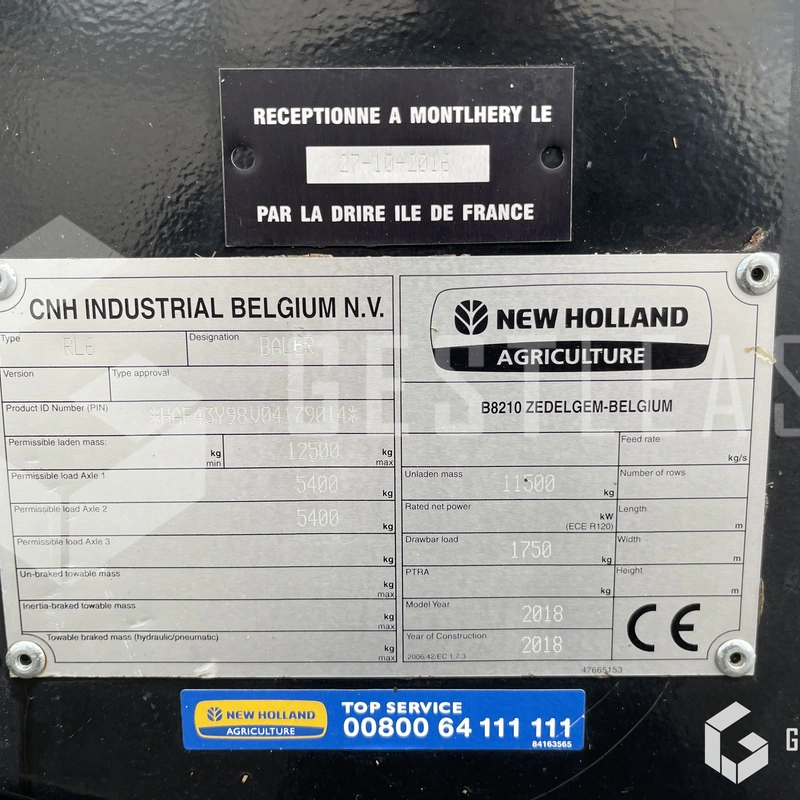 RECEPTIONNE A MONTLHERY LE
27-10-2016
PAR LA DRIRE ILE DE FRANCE
CNH INDUSTRIAL BELGIUM N.V.
Type RL6 Designation BALER
Version Type approval
Product ID Number (PIN) *HAF43Y98V04179014*
Permissible laden mass: kg min 12500 kg max
Permissible load Axle 1 5400 kg
Permissible load Axle 2 5400 kg
Permissible load Axle 3 kg
Un-braked towable mass kg max
Inertia-braked towable mass kg max
Towable braked mass (hydraulic/pneumatic) kg max
NEW HOLLAND
AGRICULTURE
B8210 ZEDELGEM-BELGIUM
Feed rate kg/s
Unladen mass 11500 kg Number of rows
Rated net power kW (ECE R120) Length m
Drawbar load 1750 kg Width m
PTRA kg Height m
Model Year 2018
Year of Construction 2018
2006/42/EC 1.7.3
CE
47665153
NEW HOLLAND
AGRICULTURE
TOP SERVICE
00800 64 111 111
84163565
GESTLEAS
G